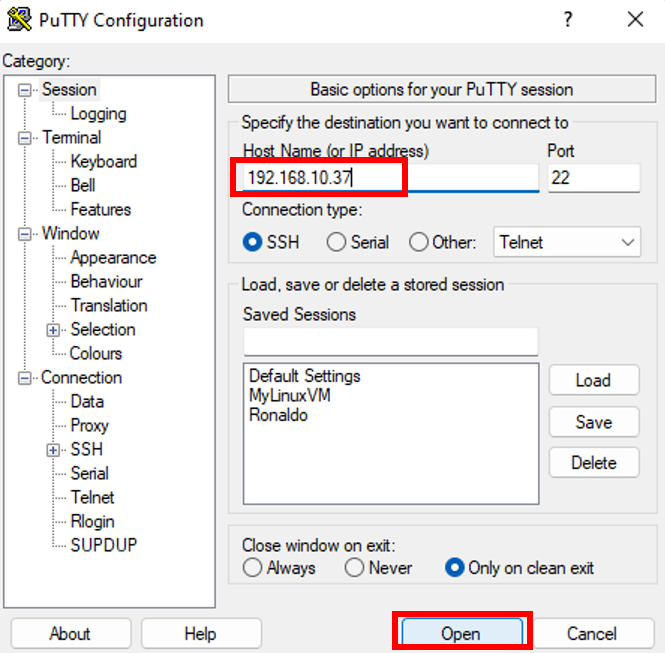 PuTTY Configuration ? ×
Category:
Session
Logging
Terminal
Keyboard
Bell
Features
Window
Appearance
Behaviour
Translation
Selection
Colours
Connection
Data
Proxy
SSH
Serial
Telnet
Rlogin
SUPDUP
Basic options for your PuTTY session
Specify the destination you want to connect to
Host Name (or IP address) Port
192.168.10.37 22
Connection type:
SSH Serial Other: Telnet
Load, save or delete a stored session
Saved Sessions
Default Settings
MyLinuxVM
Ronaldo
Load
Save
Delete
Close window on exit:
Always Never Only on clean exit
About Help Open Cancel